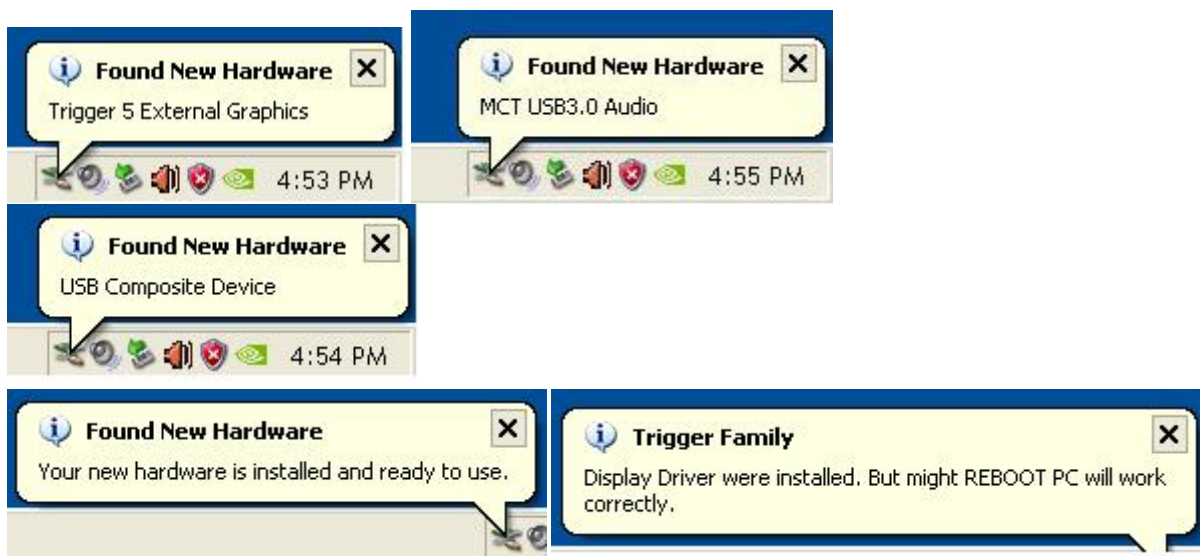 Found New Hardware
Trigger 5 External Graphics
4:53 PM
Found New Hardware
MCT USB3.0 Audio
4:55 PM
Found New Hardware
USB Composite Device
4:54 PM
Found New Hardware
Your new hardware is installed and ready to use.
Trigger Family
Display Driver were installed. But might REBOOT PC will work
correctly.